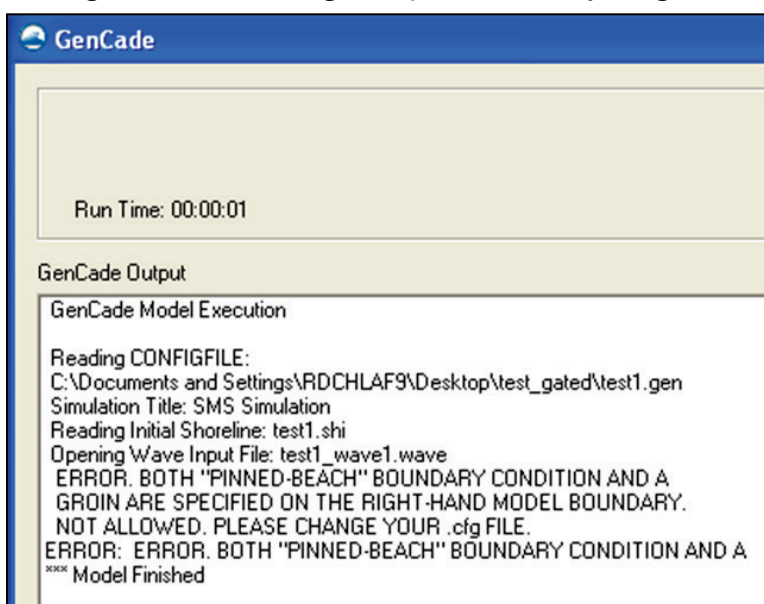 GenCade
Run Time: 00:00:01
GenCade Output
GenCade Model Execution
Reading CONFIGFILE:
C:\Documents and Settings\RDCHLAF9\Desktop\test_gated\test1.gen
Simulation Title: SMS Simulation
Reading Initial Shoreline: test1.shi
Opening Wave Input File: test1_wave1.wave
ERROR. BOTH "PINNED-BEACH" BOUNDARY CONDITION AND A
GROIN ARE SPECIFIED ON THE RIGHT-HAND MODEL BOUNDARY.
NOT ALLOWED. PLEASE CHANGE YOUR .cfg FILE.
ERROR: ERROR. BOTH "PINNED-BEACH" BOUNDARY CONDITION AND A
*** Model Finished